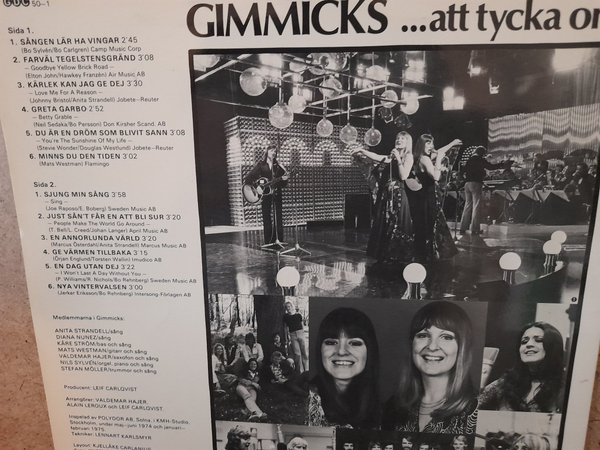 GDC 50-1
GIMMICKS ...att tycka o
Side 1.
1. SÅNGEN LÄR HA VINGAR 2'45
(Bo Sylvén/Bo Carlgren) Camp Music Corp
2. FARVÄL TEGELSTENSGRÄND 3'08
— Goodbye Yellow Brick Road —
(Elton John/Hawkey Franzén) Air Music AB
3. KÄRLEK KAN JAG GE DEJ 3'30
— Love Me For A Reason —
(Johnny Bristol/Anita Strandell) Jobete-Reuter
4. GRETA GARBO 2'52
— Betty Grable —
(Neil Sedaka/Bo Persson) Don Kirsher Scand.
5. DU ÄR EN DRÖM SOM BLIVIT SANN 3'08
— You're The Sunshine Of My Life —
(Stevie Wonder/Douglas Westlund) Jobete-Reuter
6. MINNS DU DEN TIDEN 3'02
(Mats Westman) Flamingo
Sida 2.
1. SJUNG MIN SÅNG 3'58
— Sing —
(Joe Raposo/E. Boberg) Sweden Music AB
2. JUST SÅN'T FÅR EN ATT BLI SUR 3'20
— People Make The World Go Around —
(T. Bell/L. Creed/Johan Langer) April Music AB
3. EN ANNORLUNDA VÄRLD 3'20
(Marcus Österdahl/Anita Strandell) Marcus Music AB
4. GE VÄRMEN TILLBAKA 3'15
(Örjan Englund/Torsten Wallin) Imudico AB
5. EN DAG UTAN DEJ 3'22
— I Won't Last A Day Without You —
(P. Williams/R. Nichols/Bo Rehnberg) Sweden Music AB
6. NYA VINTERVALSEN 3'00
(Jerker Eriksson/Bo Rehnberg) Intersong-Förlagen AB
Medlemmarna i Gimmicks:
ANITA STRANDELL/sång
DIANA NUNEZ/sång
KÅRE STRÖM/bas och sång
MATS WESTMAN/gitarr och sång
VALDEMAR HAJER/saxofon och sång
NILS SYLVÉN/orgel, piano och sång
STEFAN MÖLLER/trummor och sång
Producent: LEIF CARLQVIST
Arrangörer: VALDEMAR HAJER,
ALAIN LEROUX och LEIF CARLQVIST.
Inspelad av POLYDOR AB, Solna, i KMH-Studio,
Stockholm, under maj-juni 1974 och januari-
februari 1975.
Tekniker: LENNART KARLSMYR
Layout: KJELLÅKE CARLANIUS